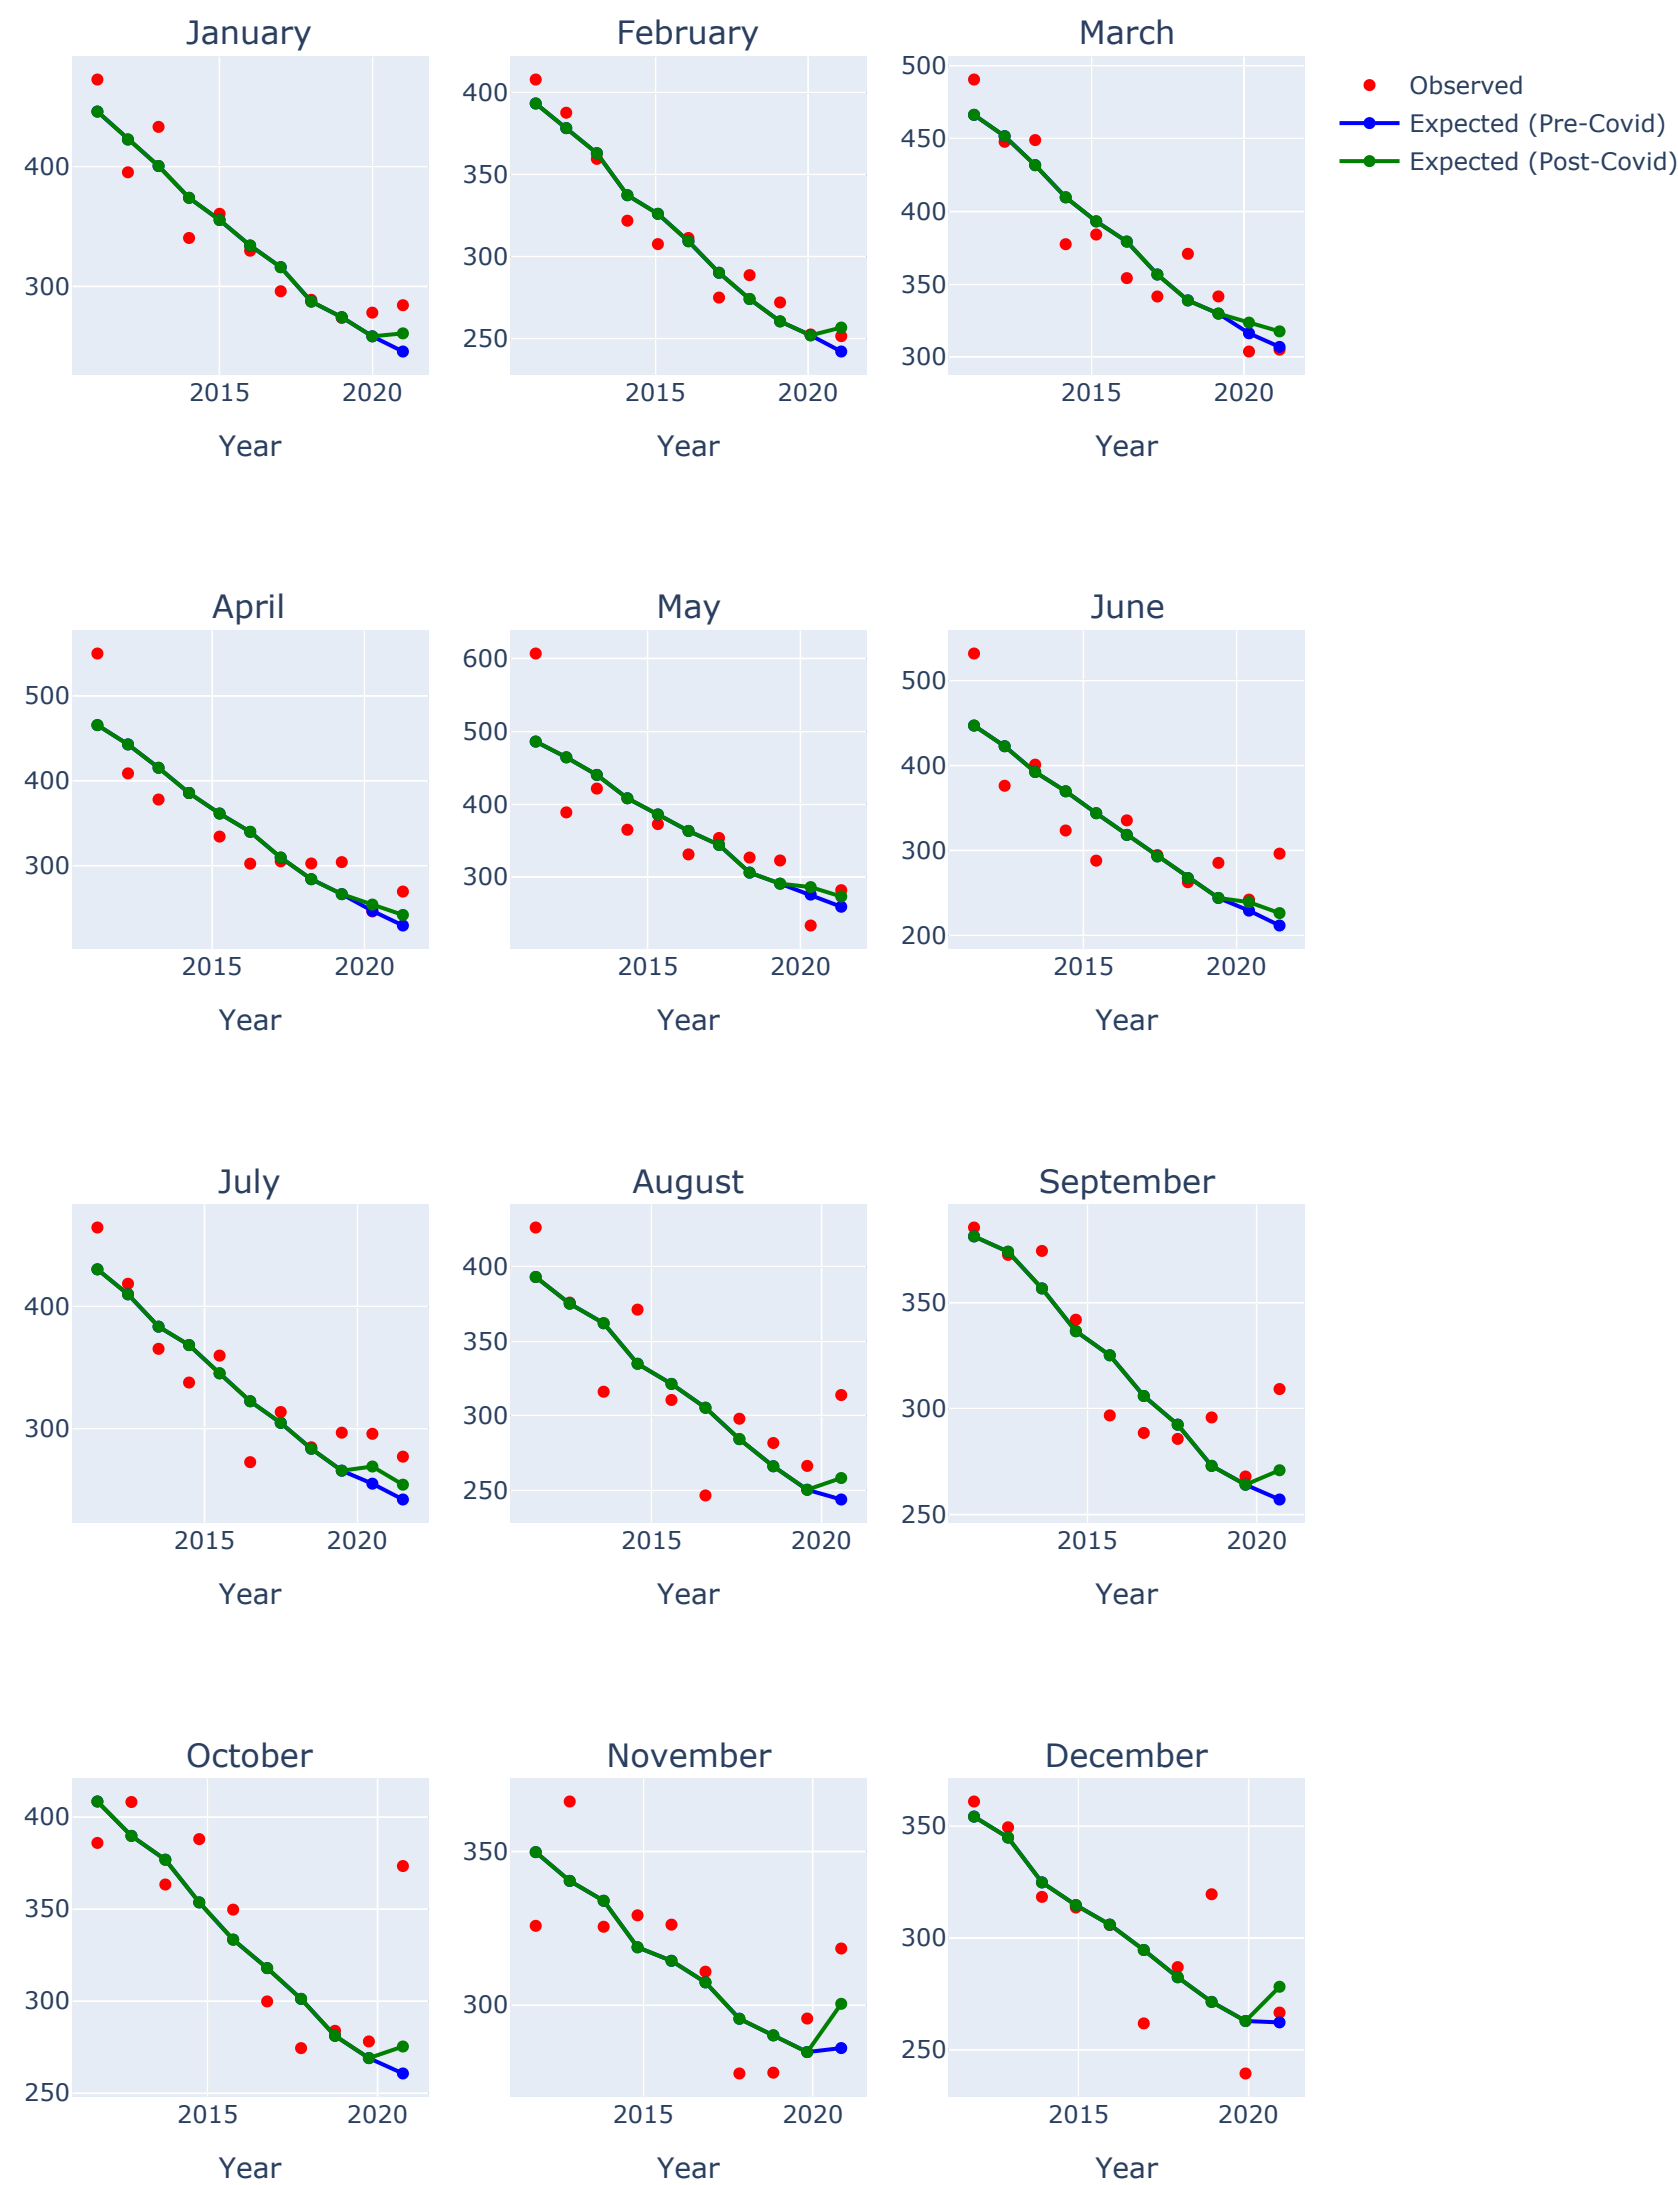 January
February
March
400
300
2015
2020
Year
400
350
300
250
2015
2020
Year
500
450
400
350
300
2015
2020
Year
Observed
Expected (Pre-Covid)
Expected (Post-Covid)
April
May
June
500
400
300
2015
2020
Year
600
500
400
300
2015
2020
Year
500
400
300
200
2015
2020
Year
July
August
September
400
300
2015
2020
Year
400
350
300
250
2015
2020
Year
350
300
250
2015
2020
Year
October
November
December
400
350
300
250
2015
2020
Year
350
300
2015
2020
Year
350
300
250
2015
2020
Year